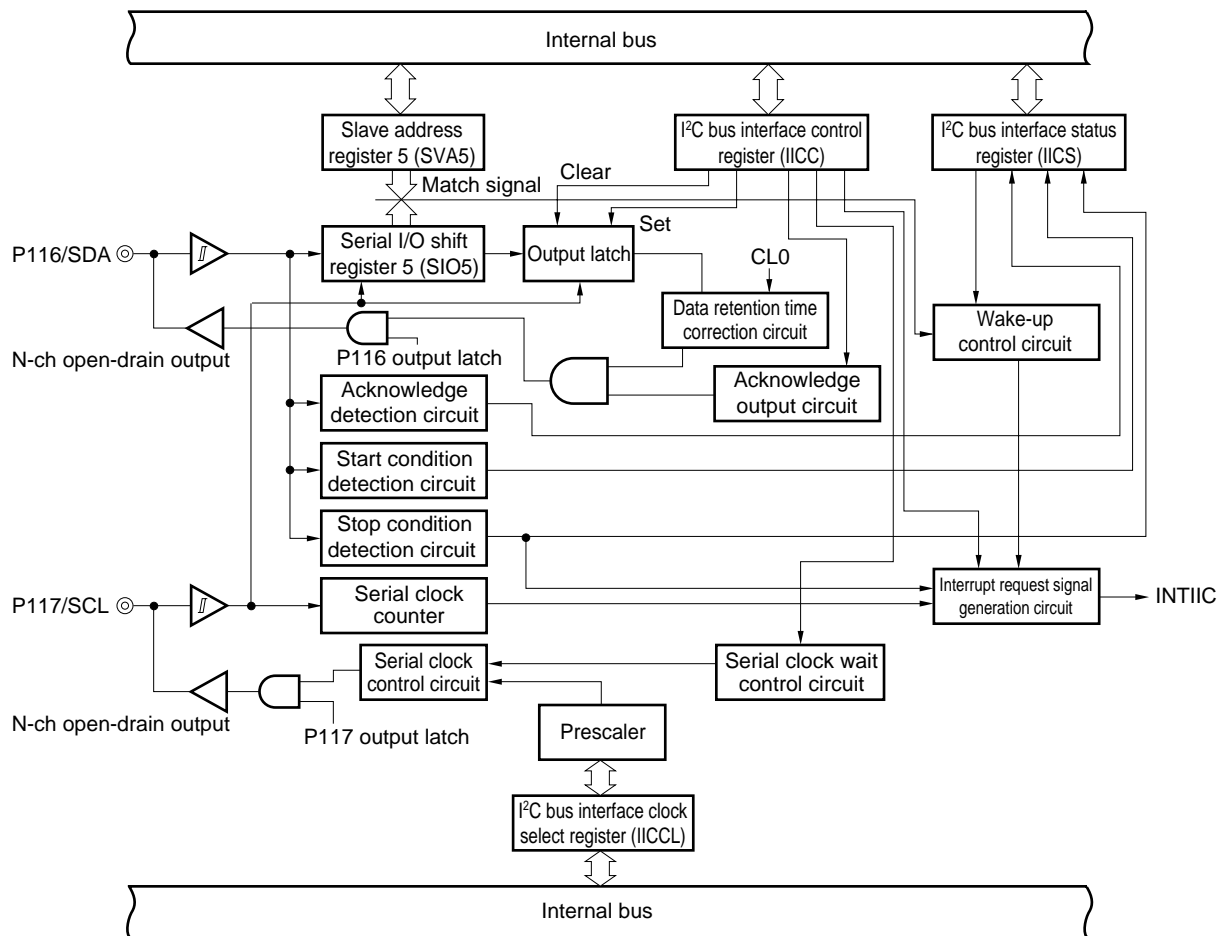 Internal bus
Slave address
register 5 (SVA5)
I²C bus interface control
register (IICC)
I²C bus interface status
register (IICS)
Clear
Match signal
Set
P116/SDA
Serial I/O shift
register 5 (SIO5)
Output latch
CL0
Data retention time
correction circuit
Wake-up
control circuit
N-ch open-drain output
P116 output latch
Acknowledge
detection circuit
Acknowledge
output circuit
Start condition
detection circuit
Stop condition
detection circuit
P117/SCL
Serial clock
counter
Interrupt request signal
generation circuit
INTIIC
Serial clock
control circuit
Serial clock wait
control circuit
N-ch open-drain output
P117 output latch
Prescaler
I²C bus interface clock
select register (IICCL)
Internal bus